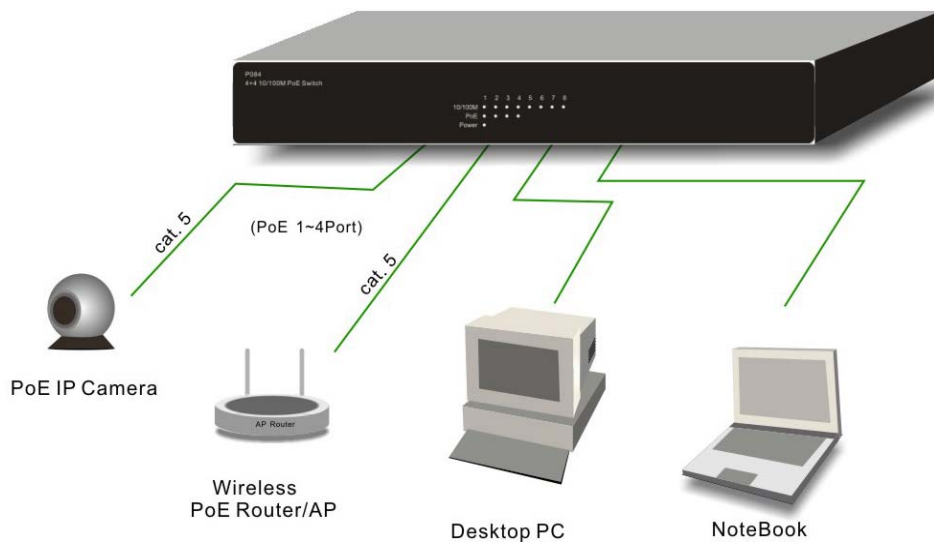 P084
4+4 10/100M PoE Switch
1 2 3 4 5 6 7 8
10/100M
PoE
Power
cat. 5
(PoE 1~4Port)
cat. 5
PoE IP Camera
AP Router
Wireless
PoE Router/AP
Desktop PC
NoteBook